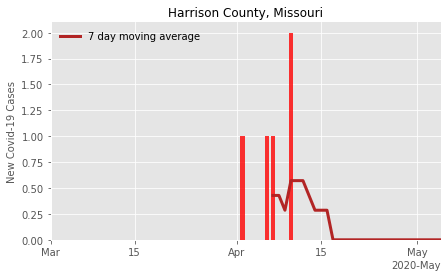 Harrison County, Missouri
7 day moving average
New Covid-19 Cases
2.00
1.75
1.50
1.25
1.00
0.75
0.50
0.25
0.00
Mar
15
Apr
15
May
2020-May